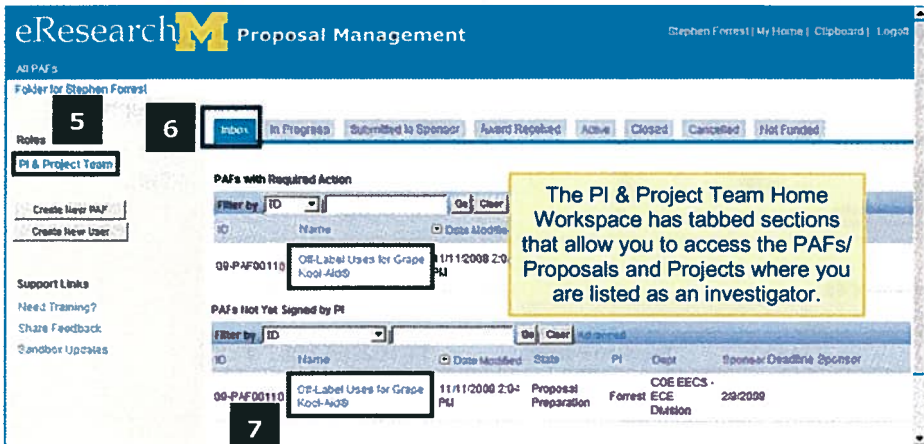 eResearch M Proposal Management
Stephen Forrest | My Home | Clipboard | Logoff
All PAFs
Folder for Stephen Forrest
5
6
Roles
PI & Project Team
Create New PAF
Create New User
Support Links
Need Training?
Share Feedback
Sandbox Updates
Inbox In Progress Submitted to Sponsor Award Received Active Closed Cancelled Not Funded
PAFs with Required Action
Filter by ID Go Clear
ID Name Date Modifie
09-PAF00110 Off-Label Uses for Grape 11/11/2008 2:0
Kool-Aid® PM
The PI & Project Team Home
Workspace has tabbed sections
that allow you to access the PAFs/
Proposals and Projects where you
are listed as an investigator.
PAFs Not Yet Signed by PI
Filter by ID Go Clear Advanced
ID Name Date Modified State PI Dept Sponsor Deadline Sponsor
09-PAF00110 Off-Label Uses for Grape 11/11/2008 2:04 Proposal Forrest COE EECS -
Kool-Aid® PM Preparation ECE 2/9/2009
Division
7